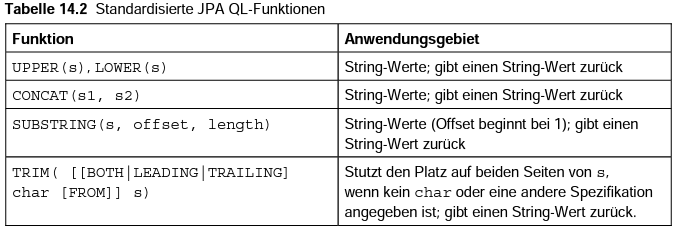 Tabelle 14.2 Standardisierte JPA QL-Funktionen
Funktion Anwendungsgebiet
UPPER(s), LOWER(s) String-Werte; gibt einen String-Wert zurück
CONCAT(s1, s2) String-Werte; gibt einen String-Wert zurück
SUBSTRING(s, offset, length) String-Werte (Offset beginnt bei 1); gibt einen
String-Wert zurück
TRIM( [[BOTH|LEADING|TRAILING] Stutzt den Platz auf beiden Seiten von s,
char [FROM]] s) wenn kein char oder eine andere Spezifikation
angegeben ist; gibt einen String-Wert zurück.